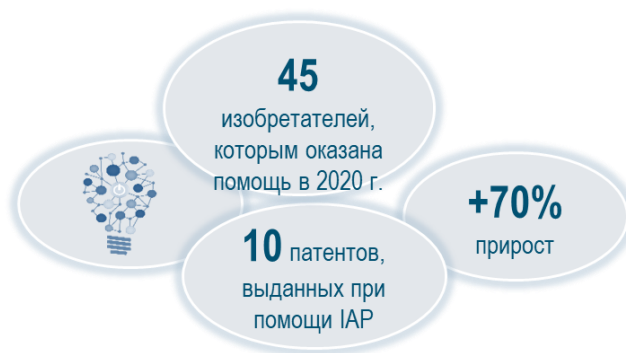 45
изобретателей,
которым оказана
помощь в 2020 г.
10 патентов,
выданных при
помощи IAP
+70%
прирост